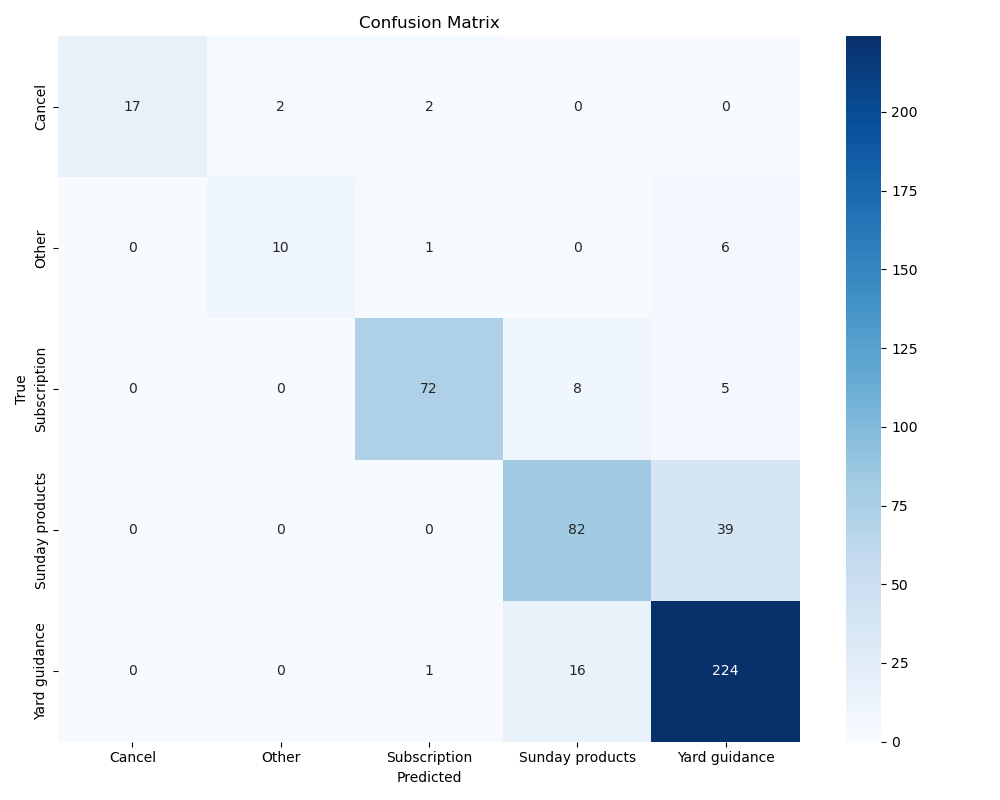 Confusion Matrix
Cancel 17 2 2 0 0
Other 0 10 1 0 6
Subscription 0 0 72 8 5
Sunday products 0 0 0 82 39
Yard guidance 0 0 1 16 224
True
Cancel Other Subscription Sunday products Yard guidance
Predicted
200
175
150
125
100
75
50
25
0